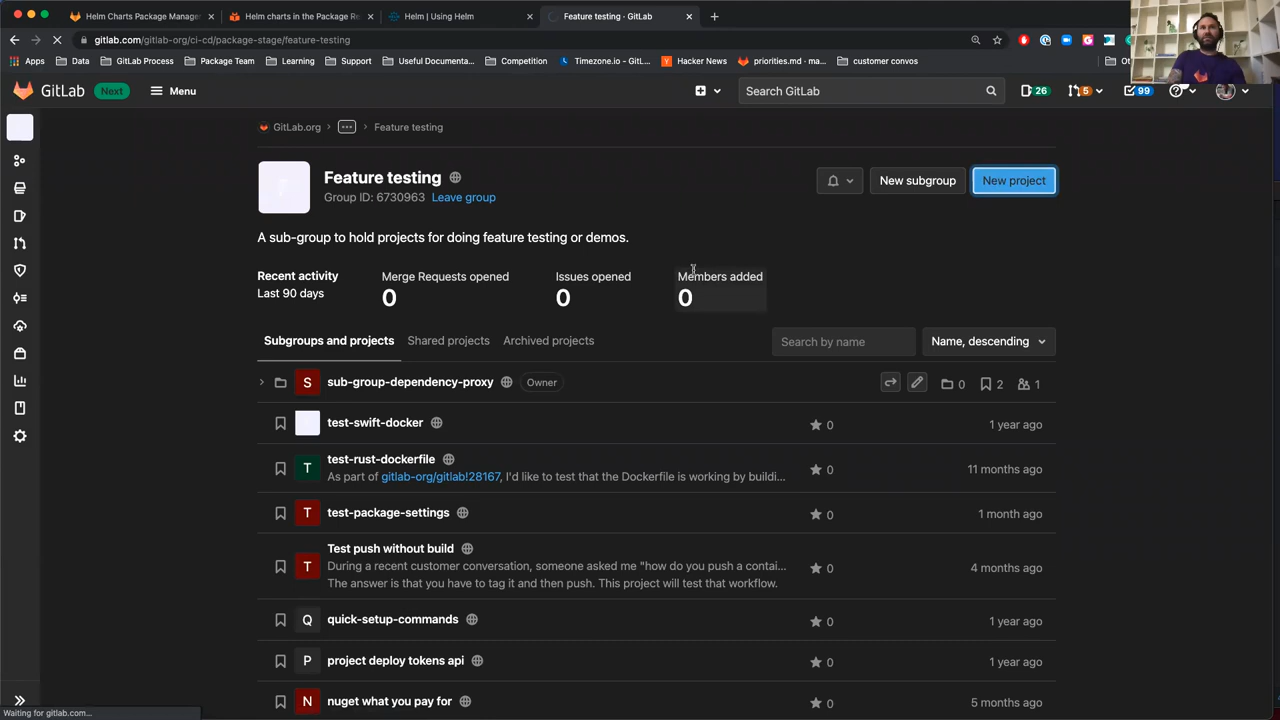 Helm Charts Package Manager
Helm charts in the Package Re
Helm | Using Helm
Feature testing · GitLab
gitlab.com/gitlab-org/ci-cd/package-stage/feature-testing
Apps
Data
GitLab Process
Package Team
Learning
Support
Useful Documenta...
Competition
Timezone.io - GitL...
Hacker News
priorities.md · ma...
customer convos
GitLab
Next
Menu
Search GitLab
26
5
99
GitLab.org
Feature testing
Feature testing
Group ID: 6730963
Leave group
New subgroup
New project
A sub-group to hold projects for doing feature testing or demos.
Recent activity
Last 90 days
Merge Requests opened
0
Issues opened
0
Members added
0
Subgroups and projects
Shared projects
Archived projects
Search by name
Name, descending
S
sub-group-dependency-proxy
Owner
0
2
1
test-swift-docker
0
1 year ago
T
test-rust-dockerfile
As part of gitlab-org/gitlab!28167, I'd like to test that the Dockerfile is working by buildi...
0
11 months ago
T
test-package-settings
0
1 month ago
T
Test push without build
During a recent customer conversation, someone asked me "how do you push a contai...
The answer is that you have to tag it and then push. This project will test that workflow.
0
4 months ago
Q
quick-setup-commands
0
1 year ago
P
project deploy tokens api
0
1 year ago
N
nuget what you pay for
0
5 months ago
Waiting for gitlab.com...